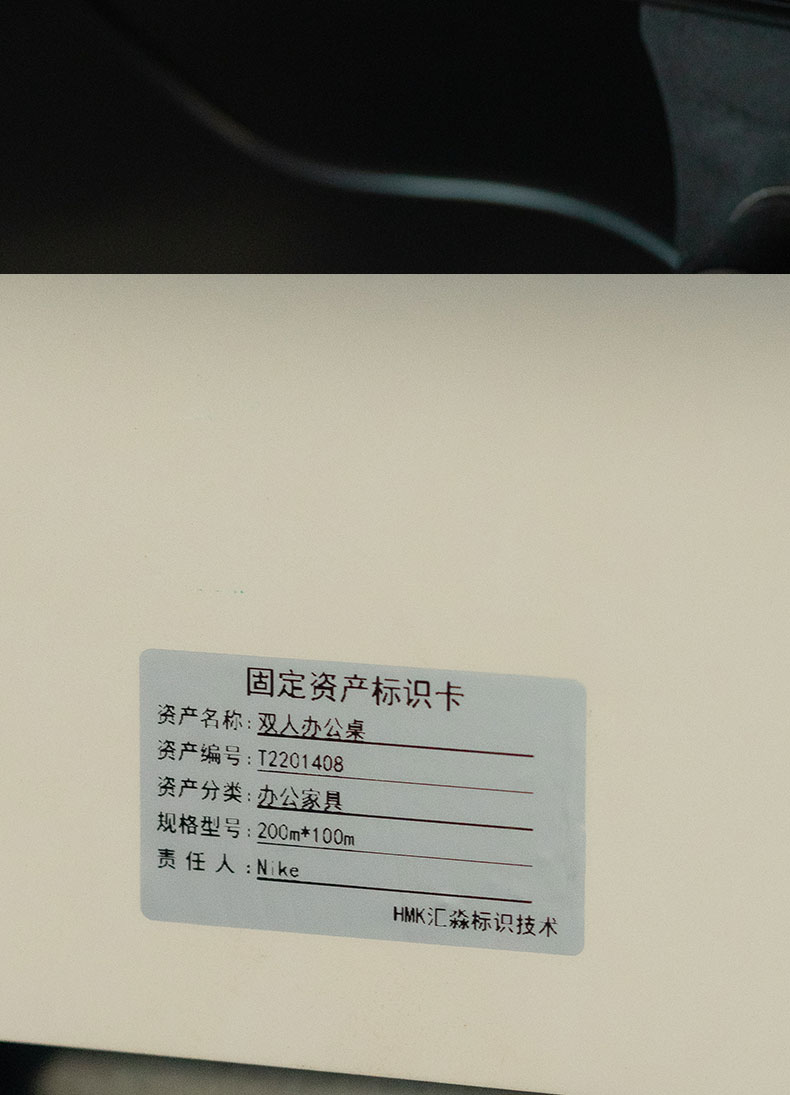 固定资产标识卡
资产名称:双人办公桌
资产编号:T2201408
资产分类:办公家具
规格型号:200m*100m
责任人:Nike
HMK汇淼标识技术